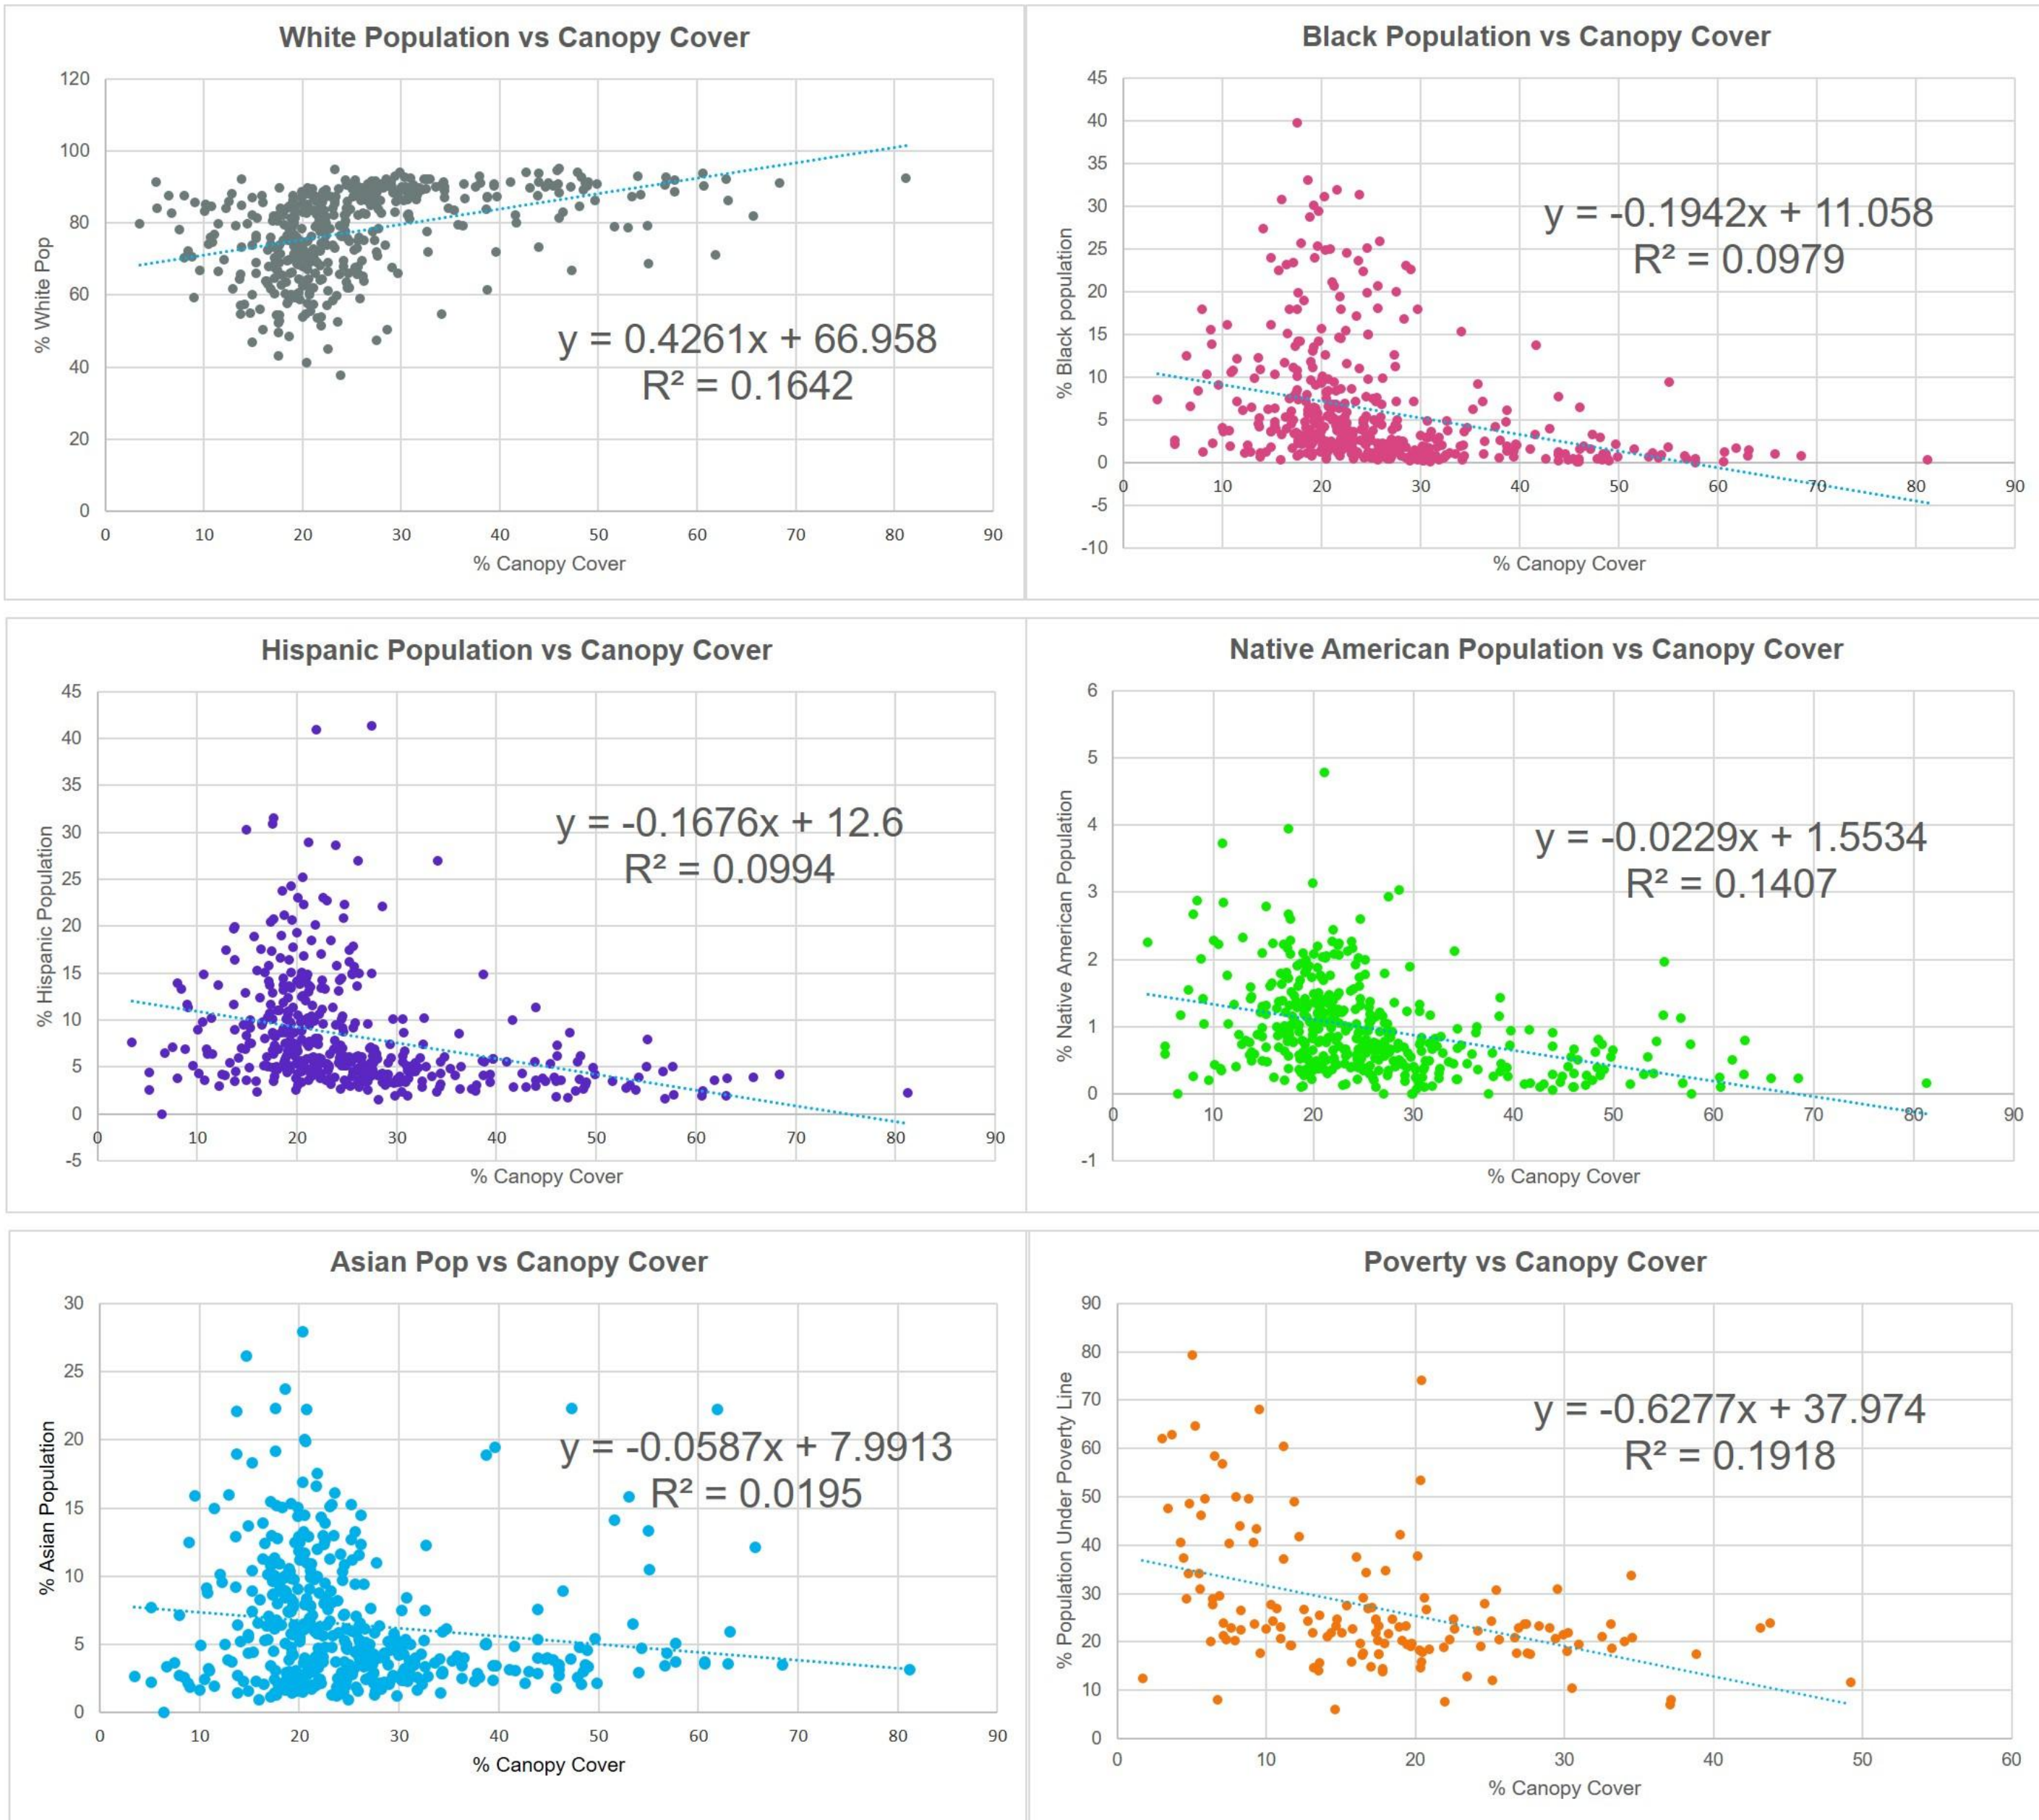 White Population vs Canopy Cover
120
100
80
60
40
20
0
0 10 20 30 40 50 60 70 80 90
% White Pop
% Canopy Cover
y = 0.4261x + 66.958
R² = 0.1642
Black Population vs Canopy Cover
45
40
35
30
25
20
15
10
5
0
-5
-10
0 10 20 30 40 50 60 70 80 90
% Black population
% Canopy Cover
y = -0.1942x + 11.058
R² = 0.0979
Hispanic Population vs Canopy Cover
45
40
35
30
25
20
15
10
5
0
-5
0 10 20 30 40 50 60 70 80 90
% Hispanic Population
% Canopy Cover
y = -0.1676x + 12.6
R² = 0.0994
Native American Population vs Canopy Cover
6
5
4
3
2
1
0
-1
0 10 20 30 40 50 60 70 80 90
% Native American Population
% Canopy Cover
y = -0.0229x + 1.5534
R² = 0.1407
Asian Pop vs Canopy Cover
30
25
20
15
10
5
0
0 10 20 30 40 50 60 70 80 90
% Asian Population
% Canopy Cover
y = -0.0587x + 7.9913
R² = 0.0195
Poverty vs Canopy Cover
90
80
70
60
50
40
30
20
10
0
0 10 20 30 40 50 60
% Population Under Poverty Line
% Canopy Cover
y = -0.6277x + 37.974
R² = 0.1918